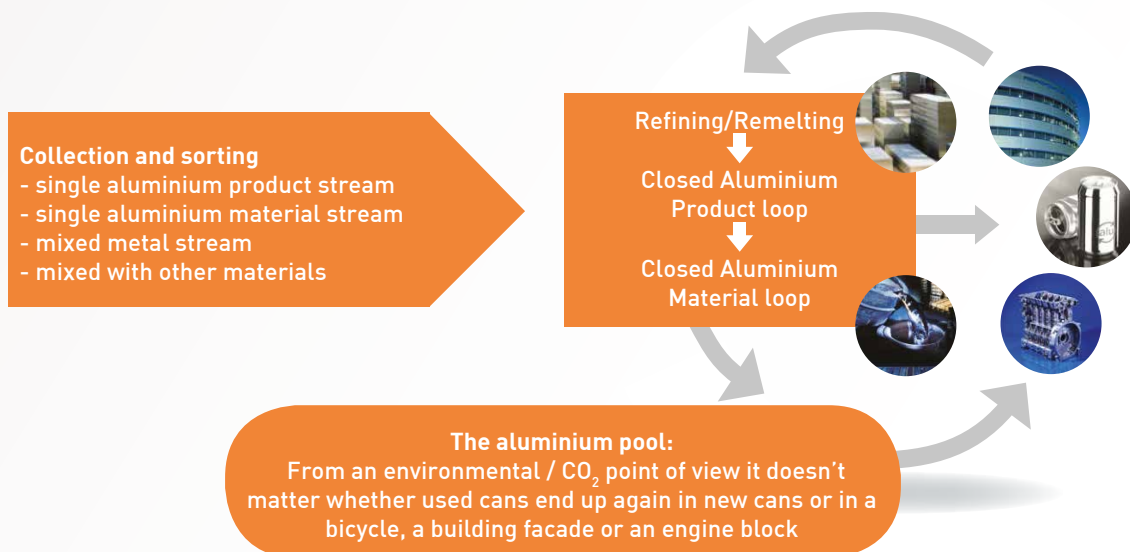 Collection and sorting
- single aluminium product stream
- single aluminium material stream
- mixed metal stream
- mixed with other materials
Refining/Remelting
Closed Aluminium
Product loop
Closed Aluminium
Material loop
The aluminium pool:
From an environmental / CO₂ point of view it doesn’t
matter whether used cans end up again in new cans or in a
bicycle, a building facade or an engine block